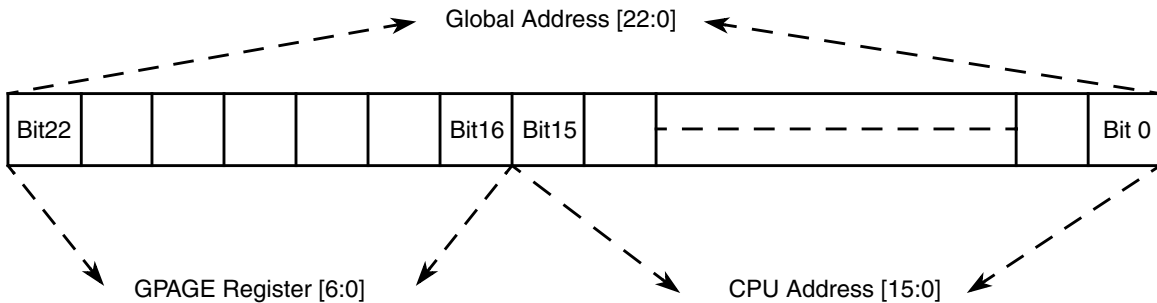 Global Address [22:0]
Bit22 Bit16 Bit15 Bit 0
GPAGE Register [6:0] CPU Address [15:0]